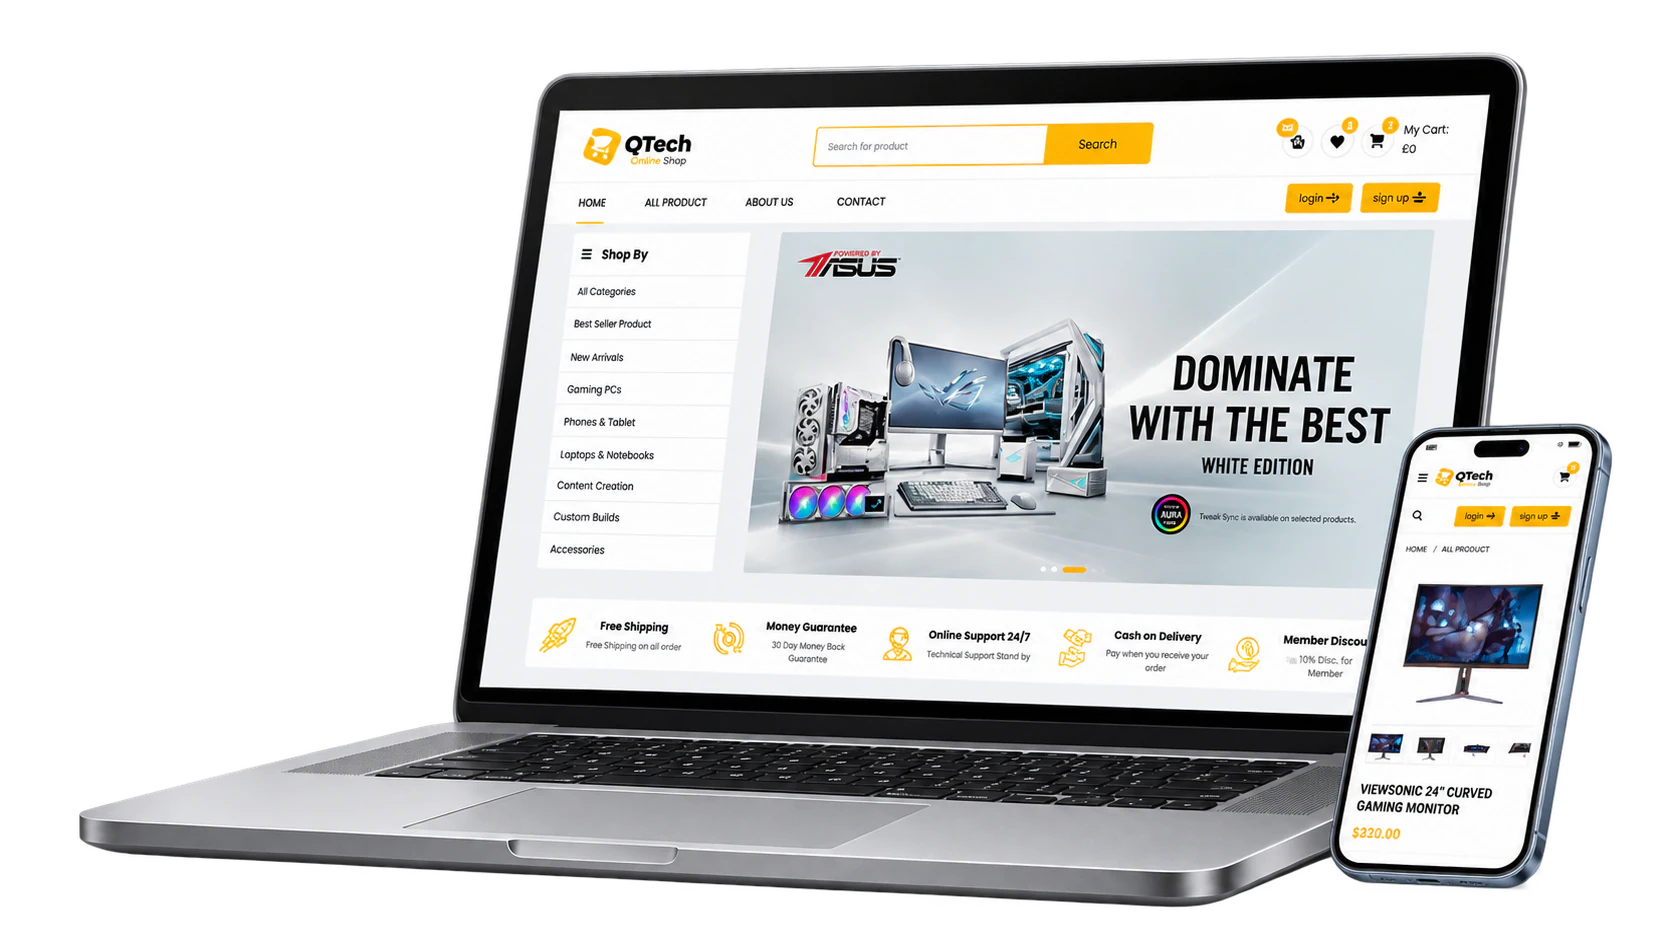 QTech
Online Shop
Search for product
Search
My Cart:
£0
HOME
ALL PRODUCT
ABOUT US
CONTACT
login
sign up
Shop By
All Categories
Best Seller Product
New Arrivals
Gaming PCs
Phones & Tablet
Laptops & Notebooks
Content Creation
Custom Builds
Accessories
POWERED BY
ASUS
DOMINATE
WITH THE BEST
WHITE EDITION
AURA
Tweak Sync is available on selected products.
Free Shipping
Free Shipping on all order
Money Guarantee
30 Day Money Back
Guarantee
Online Support 24/7
Technical Support Stand by
Cash on Delivery
Pay when you receive your
order
Member Discou
10% Disc. for
Member
QTech
Shop
login
sign up
HOME / ALL PRODUCT
VIEWSONIC 24" CURVED
GAMING MONITOR
$320.00